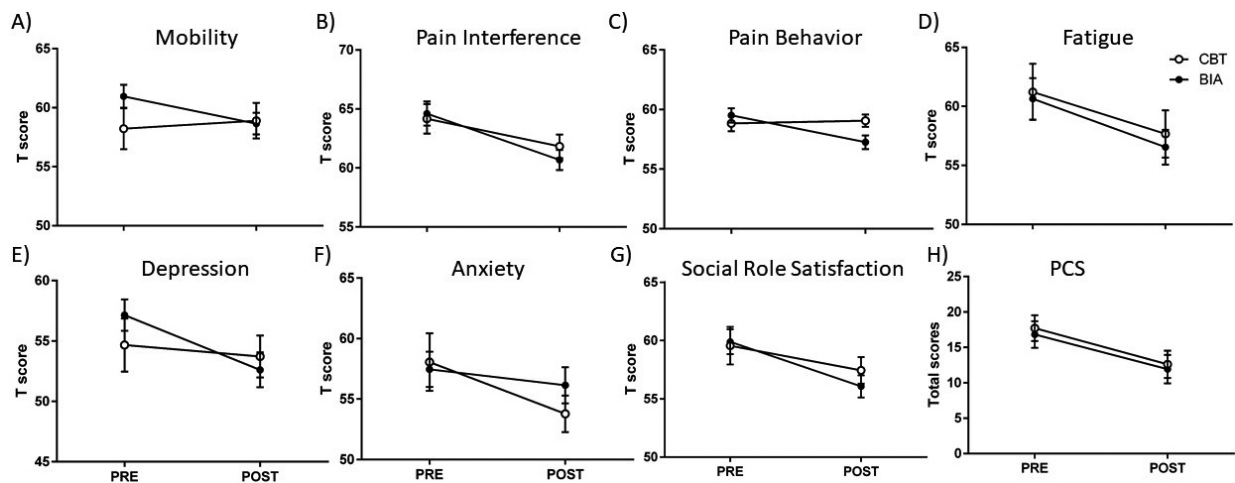 A) Mobility
65
60
55
50
T score
B) Pain Interference
70
65
60
55
T score
C) Pain Behavior
65
60
55
50
T score
D) Fatigue
65
60
55
50
T score
CBT
BIA
E) Depression
60
55
50
45
T score
PRE POST
F) Anxiety
65
60
55
50
T score
PRE POST
G) Social Role Satisfaction
65
60
55
50
T score
PRE POST
H) PCS
25
20
15
10
5
0
Total scores
PRE POST